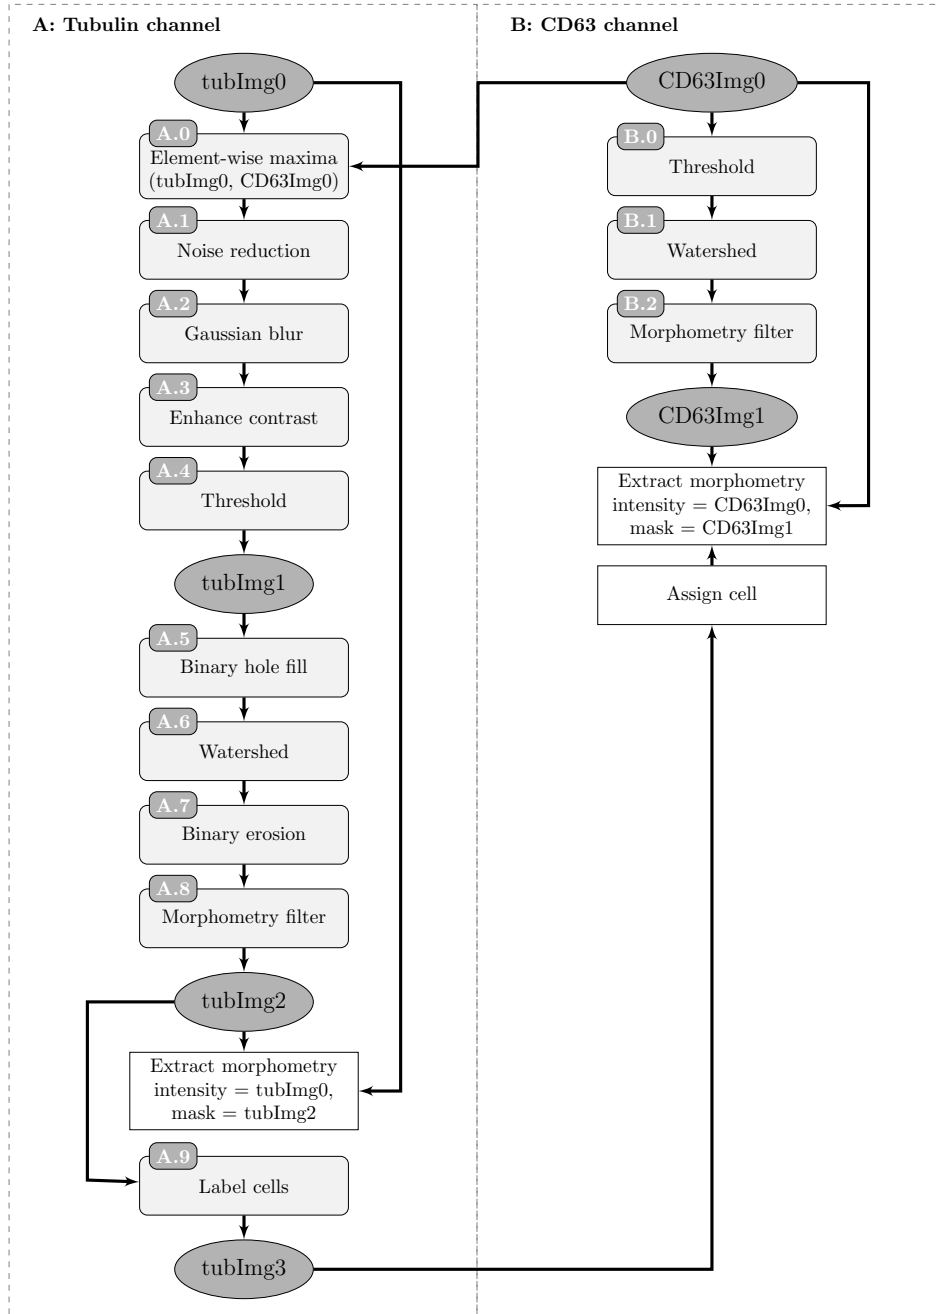 A: Tubulin channel
tubImg0
A.0
Element-wise maxima
(tubImg0, CD63Img0)
A.1
Noise reduction
A.2
Gaussian blur
A.3
Enhance contrast
A.4
Threshold
tubImg1
A.5
Binary hole fill
A.6
Watershed
A.7
Binary erosion
A.8
Morphometry filter
tubImg2
Extract morphometry
intensity = tubImg0,
mask = tubImg2
A.9
Label cells
tubImg3
B: CD63 channel
CD63Img0
B.0
Threshold
B.1
Watershed
B.2
Morphometry filter
CD63Img1
Extract morphometry
intensity = CD63Img0,
mask = CD63Img1
Assign cell